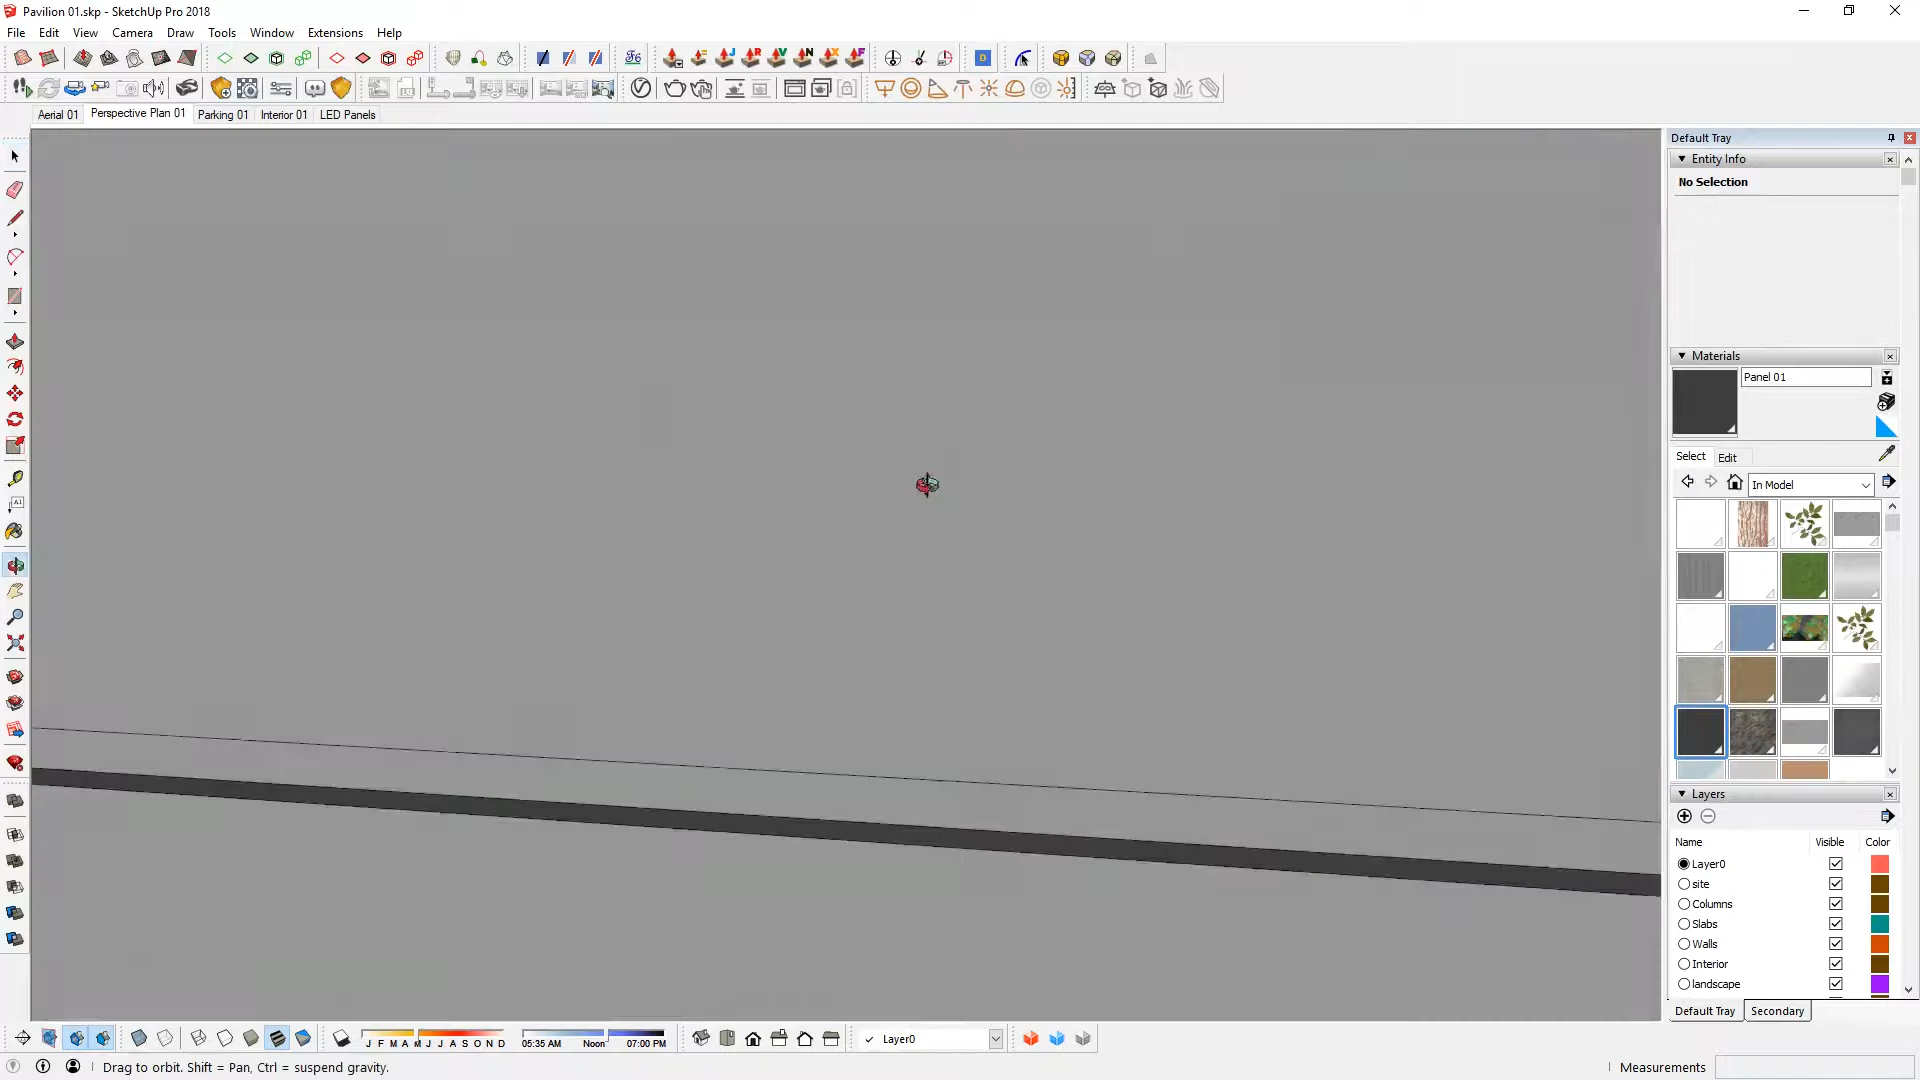 Pavilion 01.skp - SketchUp Pro 2018
File Edit View Camera Draw Tools Window Extensions Help
J R V N X F
D
Aerial 01 Perspective Plan 01 Parking 01 Interior 01 LED Panels
Default Tray
Entity Info
No Selection
Materials
Panel 01
Select Edit
In Model
Layers
Name Visible Color
Layer0
site
Columns
Slabs
Walls
Interior
landscape
Default Tray Secondary
J F M A M J J A S O N D 05:35 AM Noon 07:00 PM Layer0
Drag to orbit. Shift = Pan, Ctrl = suspend gravity. Measurements